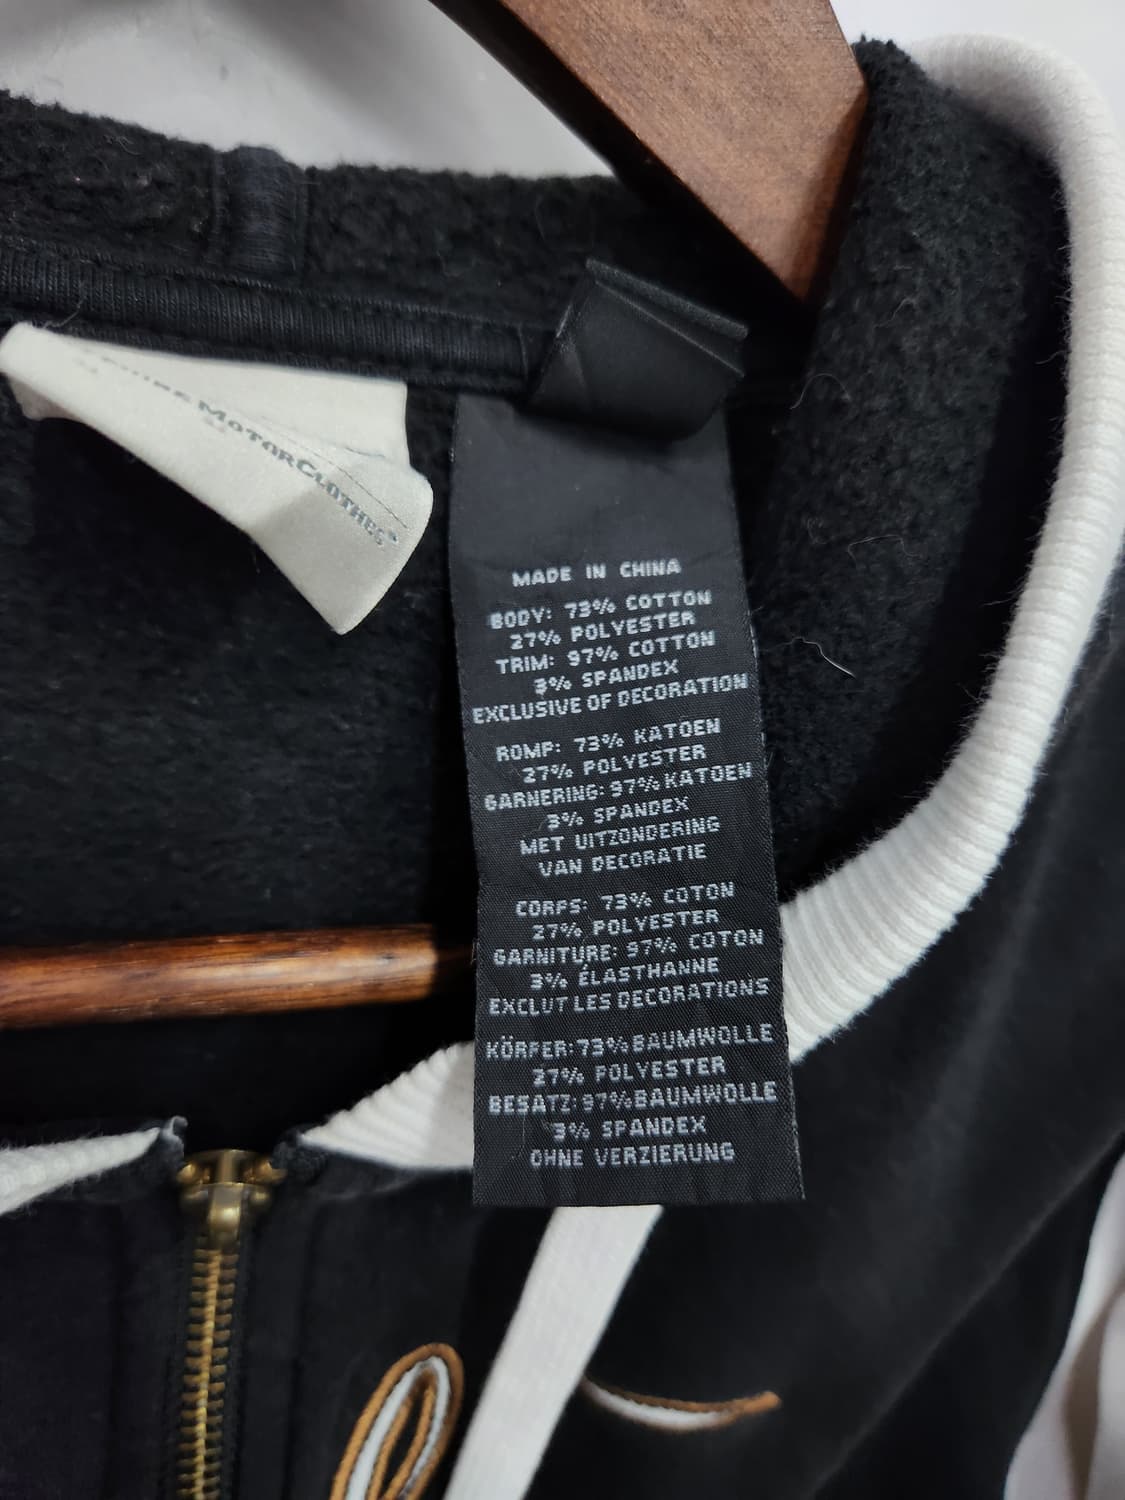 MOTORCLOTHES®
MADE IN CHINA
BODY: 73% COTTON
27% POLYESTER
TRIM: 97% COTTON
3% SPANDEX
EXCLUSIVE OF DECORATION
ROMP: 73% KATOEN
27% POLYESTER
GARNERING: 97% KATOEN
3% SPANDEX
MET UITZONDERING
VAN DECORATIE
CORPS: 73% COTON
27% POLYESTER
GARNITURE: 97% COTON
3% ÉLASTHANNE
EXCLUT LES DECORATIONS
KÖRPER: 73% BAUMWOLLE
27% POLYESTER
BESATZ: 97% BAUMWOLLE
3% SPANDEX
OHNE VERZIERUNG